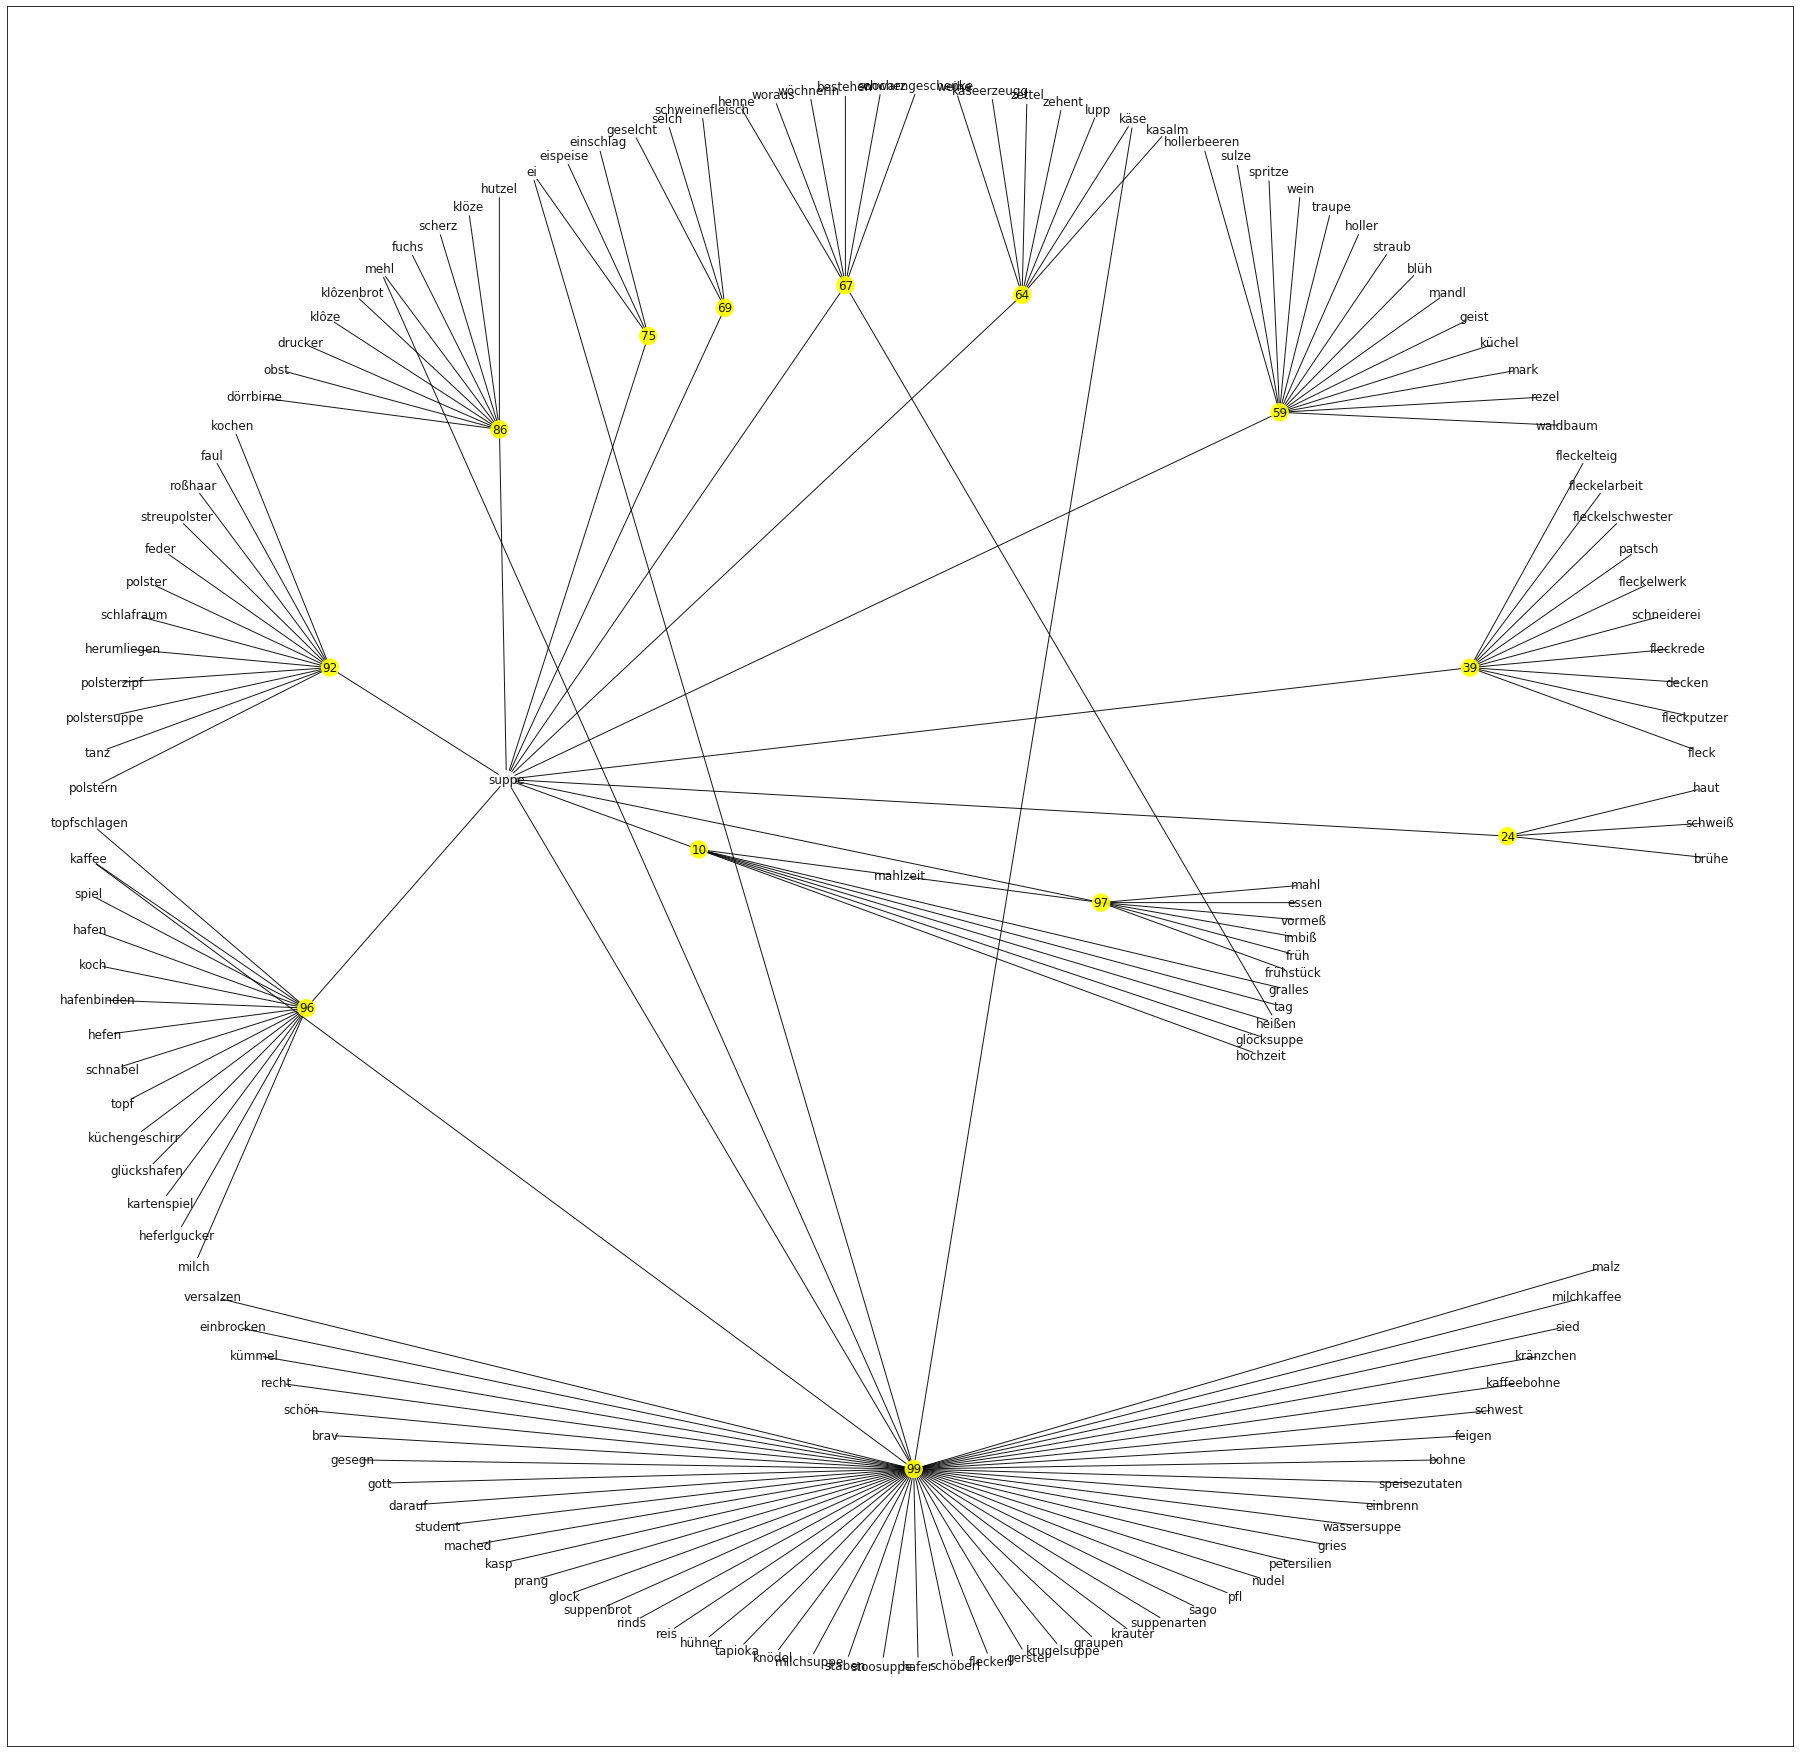 henne
woraus
wöchnerin
bestehen
schwarz
wochengeschenke
weihe
käseerzeugg
zettel
zehent
lupp
käse
kasalm
schweinefleisch
selch
geselcht
einschlag
eispeise
ei
hutzel
klöze
scherz
fuchs
mehl
klôzenbrot
klôze
drucker
obst
dörrbirne
hollerbeeren
sulze
spritze
wein
traupe
holler
straub
blüh
mandl
geist
küchel
mark
rezel
waldbaum
67
64
69
75
86
59
kochen
faul
roßhaar
streupolster
feder
polster
schlafraum
herumliegen
polsterzipf
polstersuppe
tanz
polstern
92
fleckelteig
fleckelarbeit
fleckelschwester
patsch
fleckelwerk
schneiderei
fleckrede
decken
fleckputzer
fleck
39
suppe
haut
schweiß
brühe
24
10
mahlzeit
97
mahl
essen
vormeß
imbiß
früh
frühstück
gralles
tag
heißen
glöcksuppe
hochzeit
topfschlagen
kaffee
spiel
hafen
koch
hafenbinden
hefen
schnabel
topf
küchengeschirr
glückshafen
kartenspiel
heferlgucker
milch
96
versalzen
einbrocken
kümmel
recht
schön
brav
gesegn
gott
darauf
student
mached
kasp
prang
glock
suppenbrot
rinds
reis
hühner
tapioka
knödel
milchsuppe
staben
stoosuppe
hafer
schöberl
fleckerl
gerster
krugelsuppe
graupen
kräuter
suppenarten
sago
pfl
nudel
petersilien
gries
wassersuppe
einbrenn
speisezutaten
bohne
feigen
schwest
kaffeebohne
kränzchen
sied
milchkaffee
malz
99